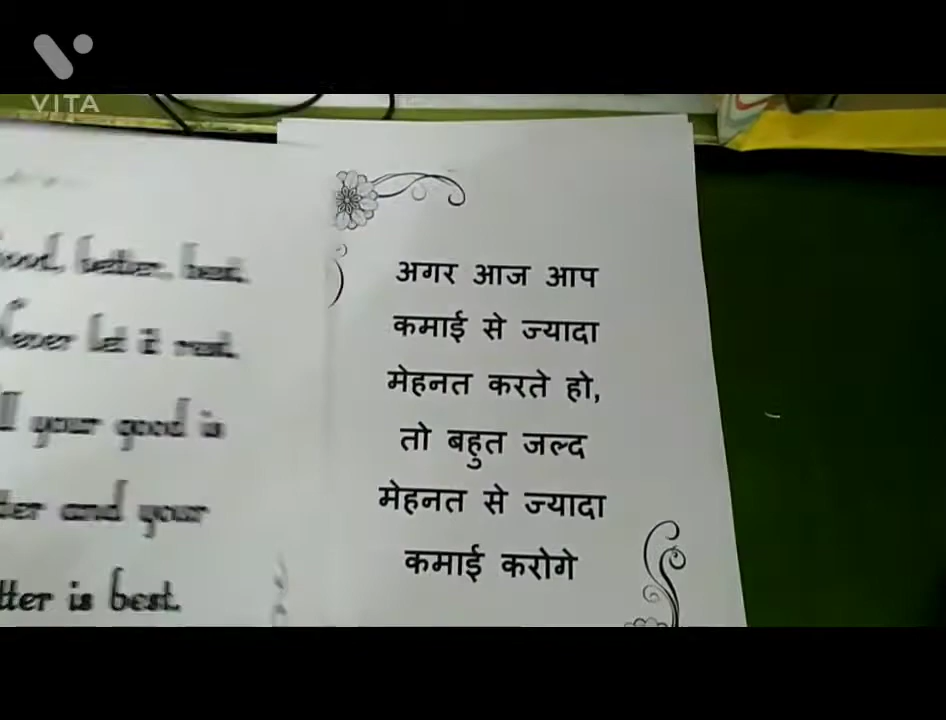 VITA
good, better, best.
Never let it rest.
your good is
and your
is best.
अगर आज आप
कमाई से ज्यादा
मेहनत करते हो,
तो बहुत जल्द
मेहनत से ज्यादा
कमाई करोगे